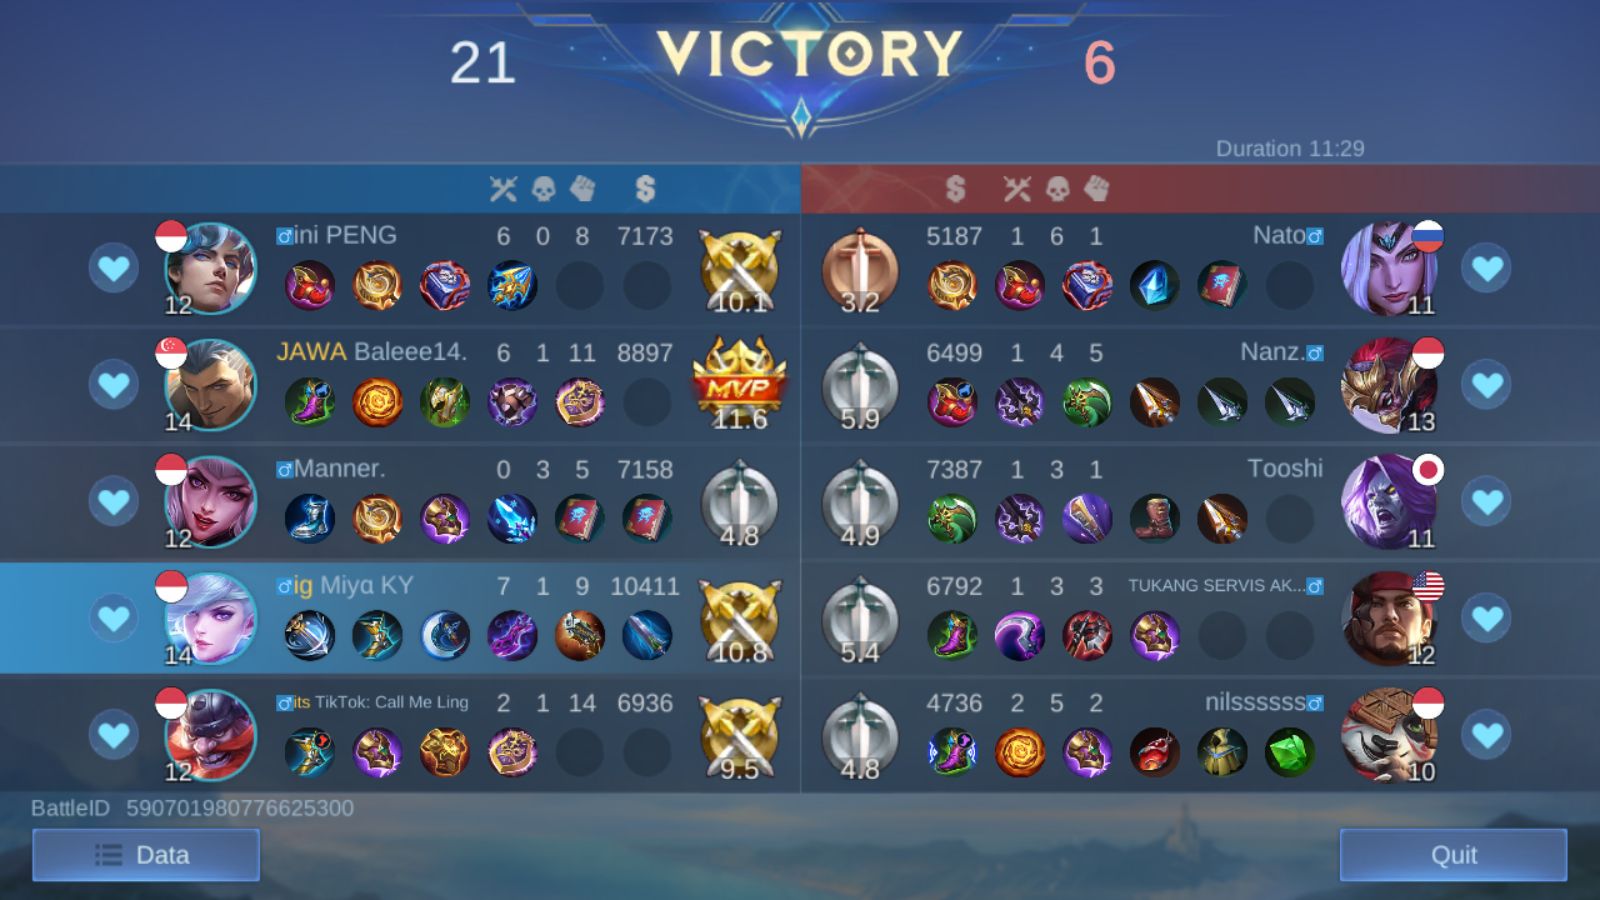 21 VICTORY 6
Duration 11:29
ini PENG 6 0 8 7173
12 10.1
3.2 5187 1 6 1 Nato
11
JAWA Baleee14. 6 1 11 8897
14 MVP 11.6
5.9 6499 1 4 5 Nanz.
13
Manner. 0 3 5 7158
12 4.8
4.9 7387 1 3 1 Tooshi
11
ig Miyα KY 7 1 9 10411
14 10.8
5.4 6792 1 3 3 TUKANG SERVIS AK...
12
its TikTok: Call Me Ling 2 1 14 6936
12 9.5
4.8 4736 2 5 2 nilssssss
10
BattleID 590701980776625300
Data
Quit